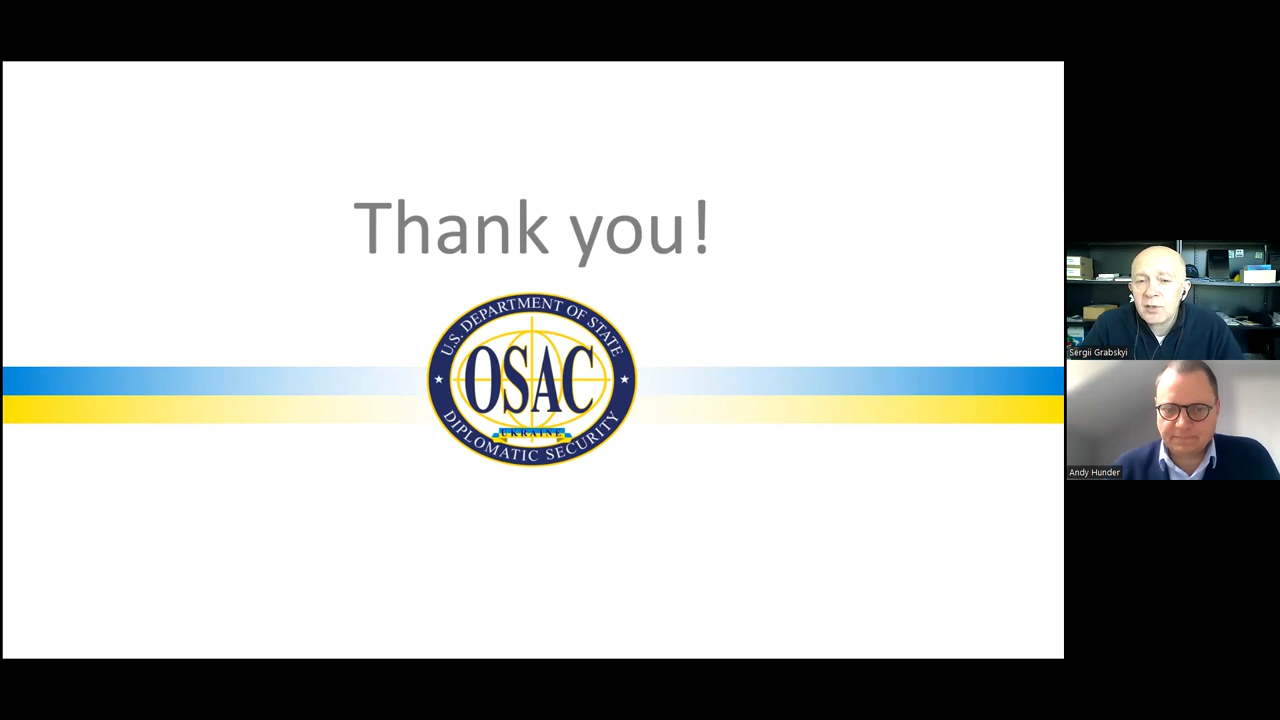 Thank you!
U.S. DEPARTMENT OF STATE
OSAC
UKRAINE
DIPLOMATIC SECURITY
Sergii Grabskyi
Andy Hunder